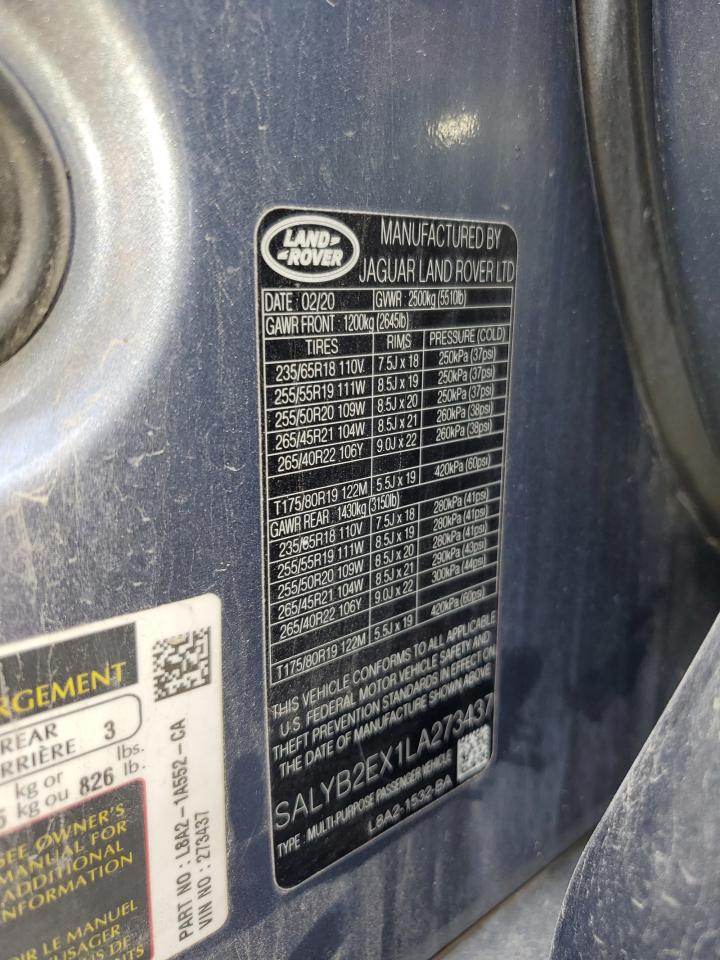 LAND ROVER
MANUFACTURED BY
JAGUAR LAND ROVER LTD
DATE : 02/20 GVWR : 2500kg (5510lb)
GAWR FRONT : 1200kg (2645lb)
TIRES RIMS PRESSURE (COLD)
235/65R18 110V 7.5J x 18 250kPa (37psi)
255/55R19 111W 8.5J x 19 250kPa (37psi)
255/50R20 109W 8.5J x 20 250kPa (37psi)
265/45R21 104W 8.5J x 21 260kPa (38psi)
265/40R22 106Y 9.0J x 22 260kPa (38psi)
T175/80R19 122M 5.5J x 19 420kPa (60psi)
GAWR REAR : 1430kg (3150lb)
235/65R18 110V 7.5J x 18 280kPa (41psi)
255/55R19 111W 8.5J x 19 280kPa (41psi)
255/50R20 109W 8.5J x 20 280kPa (41psi)
265/45R21 104W 8.5J x 21 290kPa (43psi)
265/40R22 106Y 9.0J x 22 300kPa (44psi)
T175/80R19 122M 5.5J x 19 420kPa (60psi)
THIS VEHICLE CONFORMS TO ALL APPLICABLE
U.S. FEDERAL MOTOR VEHICLE SAFETY AND
THEFT PREVENTION STANDARDS IN EFFECT ON
THE DATE OF MANUFACTURE SHOWN ABOVE
SALYB2EX1LA273437
TYPE : MULTI-PURPOSE PASSENGER VEHICLE
L8A2-1532-BA
RGEMENT
REAR
RRIÈRE 3
kg or lbs.
5 kg ou 826 lb.
SEE OWNER'S
MANUAL FOR
ADDITIONAL
INFORMATION
OIR LE MANUEL
USAGER
NS DE
NTS
PART NO : L8A2-1A552-CA
VIN NO : 273437